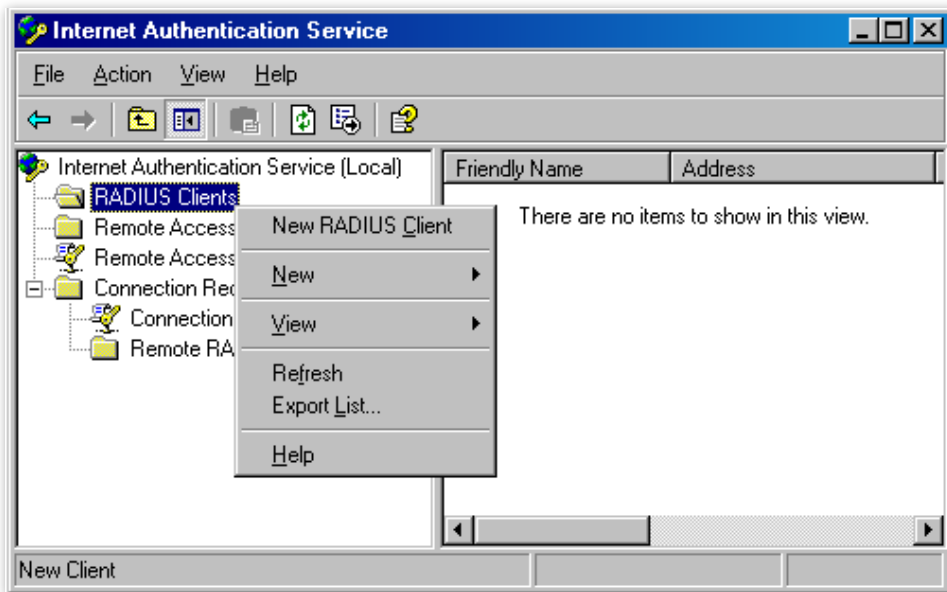 Internet Authentication Service
File Action View Help
Internet Authentication Service (Local)
RADIUS Clients
Remote Access
Remote Access
Connection Rec
Connection
Remote RA
New RADIUS Client
New
View
Refresh
Export List...
Help
Friendly Name Address
There are no items to show in this view.
New Client